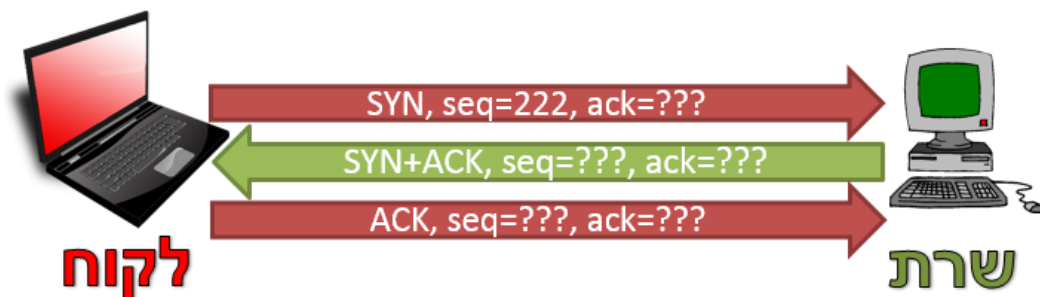 SYN, seq=222, ack=???
SYN+ACK, seq=???, ack=???
ACK, seq=???, ack=???
לקוח
שרת